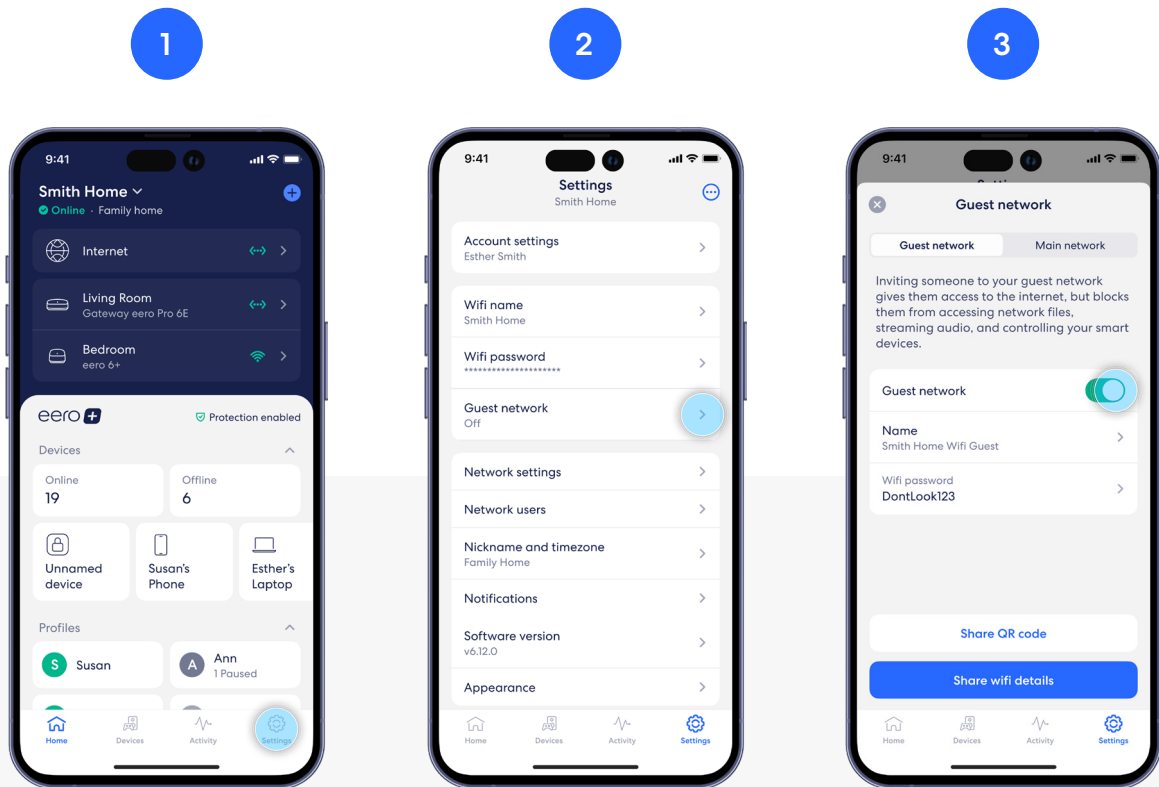 1
2
3
9:41
Smith Home
Online · Family home
Internet
Living Room
Gateway eero Pro 6E
Bedroom
eero 6+
eero+
Protection enabled
Devices
Online
19
Offline
6
Unnamed
device
Susan's
Phone
Esther's
Laptop
Profiles
S
Susan
A
Ann
1 Paused
Home
Devices
Activity
Settings
9:41
Settings
Smith Home
Account settings
Esther Smith
Wifi name
Smith Home
Wifi password
*********************
Guest network
Off
Network settings
Network users
Nickname and timezone
Family Home
Notifications
Software version
v6.12.0
Appearance
Home
Devices
Activity
Settings
9:41
Guest network
Guest network
Main network
Inviting someone to your guest network
gives them access to the internet, but blocks
them from accessing network files,
streaming audio, and controlling your smart
devices.
Guest network
Name
Smith Home Wifi Guest
Wifi password
DontLook123
Share QR code
Share wifi details
Home
Devices
Activity
Settings